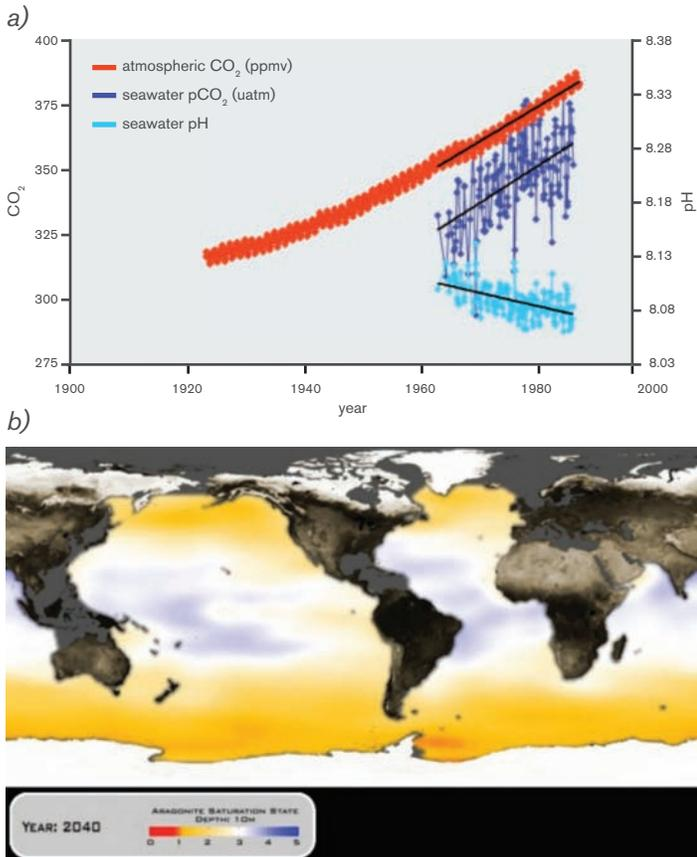 a)
400
375
350
325
300
275
CO2
atmospheric CO2 (ppmv)
seawater pCO2 (uatm)
seawater pH
8.38
8.33
8.28
8.18
8.13
8.08
8.03
pH
1900
1920
1940
1960
1980
2000
year
b)
YEAR: 2040
ARAGONITE SATURATION STATE
DEPTH: 10M
0 1 2 3 4 5